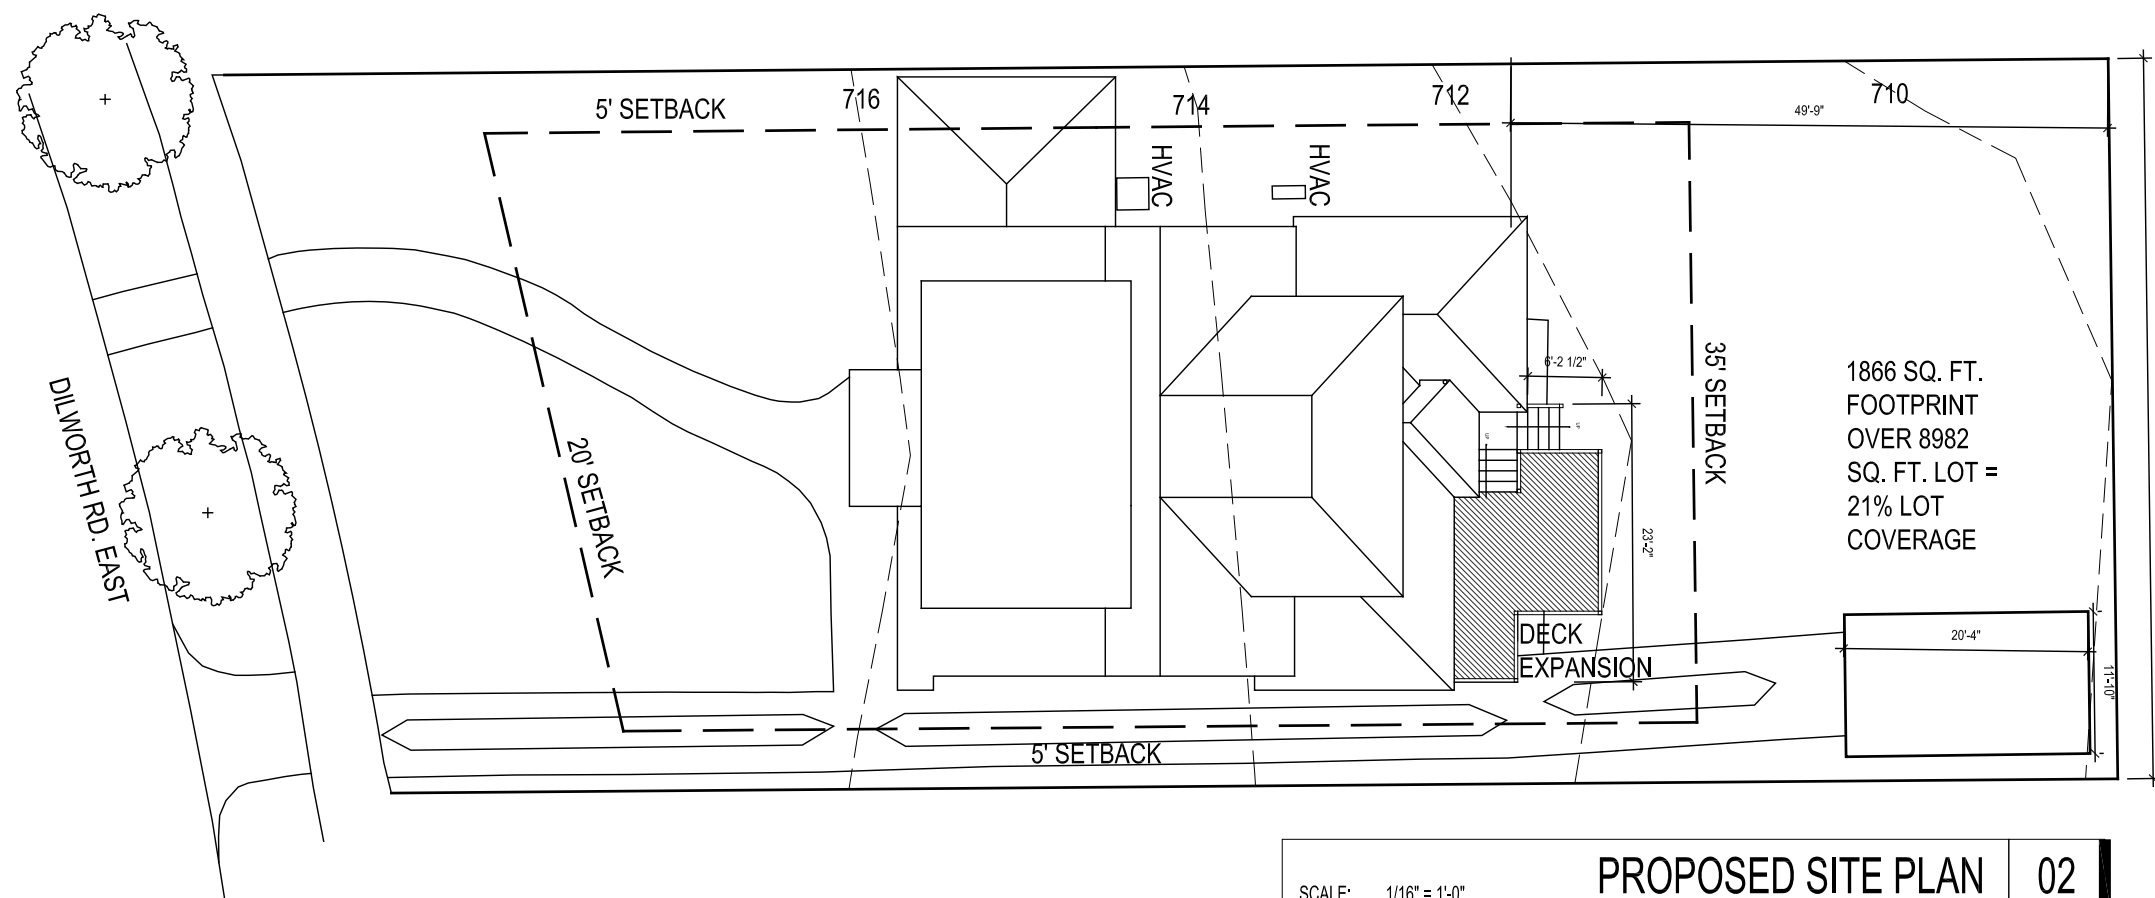 5' SETBACK
716
714
712
710
49'-9"
HVAC
HVAC
6'-2 1/2"
35' SETBACK
1866 SQ. FT.
FOOTPRINT
OVER 8982
SQ. FT. LOT =
21% LOT
COVERAGE
DILWORTH RD. EAST
20' SETBACK
23'-2"
DECK
EXPANSION
20'-4"
11'-10"
5' SETBACK
SCALE: 1/16" = 1'-0"
PROPOSED SITE PLAN
02